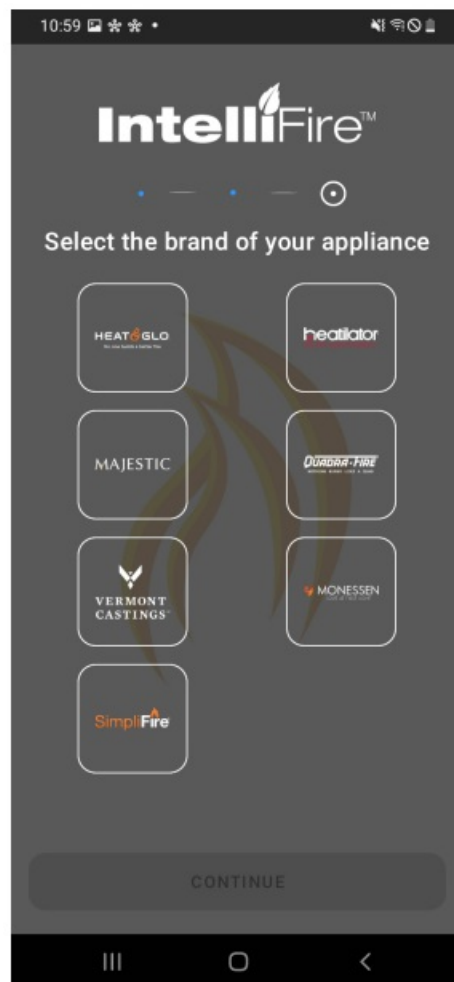 10:59
IntelliFire™
Select the brand of your appliance
HEAT & GLO
heatilator
MAJESTIC
QUADRA-FIRE
VERMONT
CASTINGS
MONESSEN
SimpliFire
CONTINUE